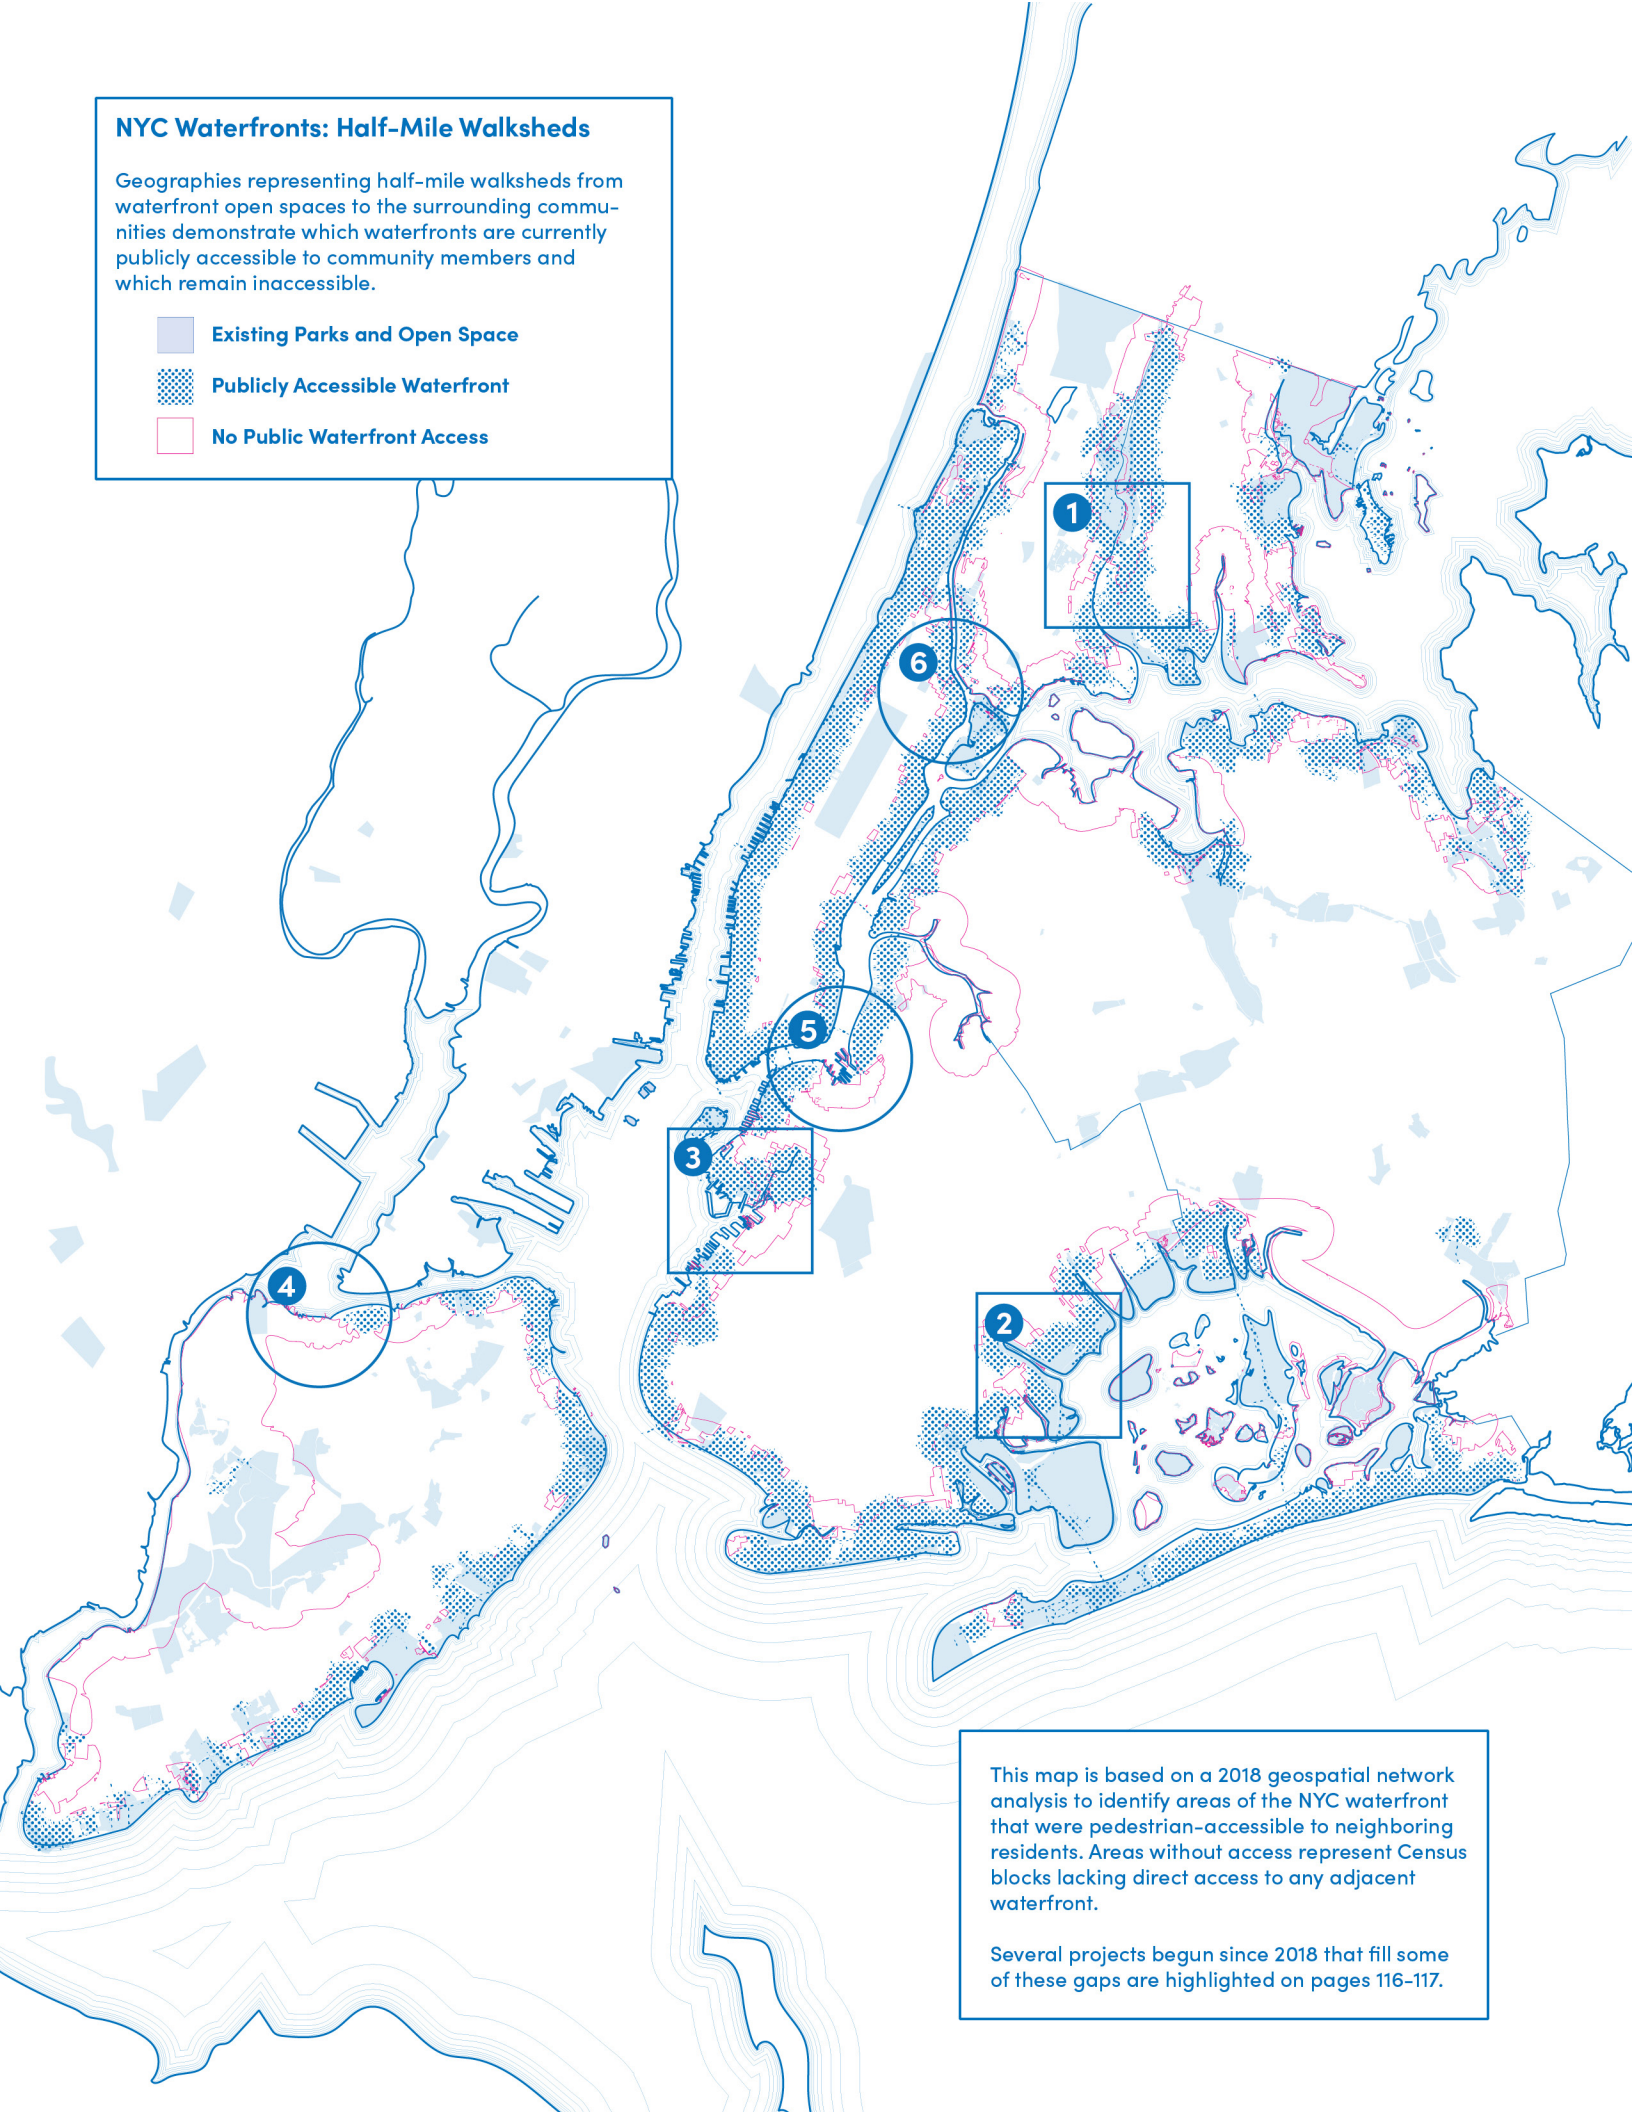 NYC Waterfronts: Half-Mile Walksheds
Geographies representing half-mile walksheds from
waterfront open spaces to the surrounding commu-
nities demonstrate which waterfronts are currently
publicly accessible to community members and
which remain inaccessible.
Existing Parks and Open Space
Publicly Accessible Waterfront
No Public Waterfront Access
1
6
5
3
4
2
This map is based on a 2018 geospatial network
analysis to identify areas of the NYC waterfront
that were pedestrian-accessible to neighboring
residents. Areas without access represent Census
blocks lacking direct access to any adjacent
waterfront.
Several projects begun since 2018 that fill some
of these gaps are highlighted on pages 116-117.